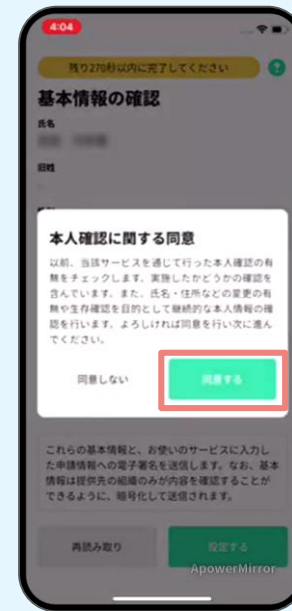 4:04
残り270秒以内に完了してください
基本情報の確認
氏名
旧姓
本人確認に関する同意
以前、当該サービスを通じて行った本人確認の有
無をチェックします。実施したかどうかの確認を
含んでいます。また、氏名・住所などの変更の有
無や生存確認を目的として継続的な本人情報の確
認を行います。よろしければ同意を行い次に進ん
でください。
同意しない
同意する
これらの基本情報と、お使いのサービスに入力し
た申請情報への電子署名を送信します。なお、基本
情報は提供先の組織のみが内容を確認することが
できるように、暗号化して送信されます。
再読み取り
設定する
ApowerMirror